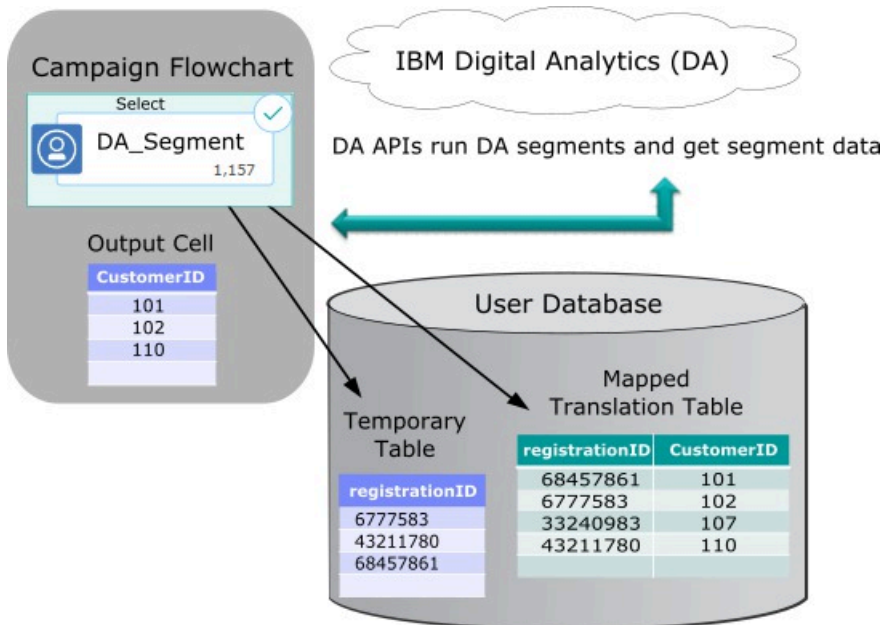 Campaign Flowchart
Select
DA_Segment
1,157
Output Cell
CustomerID
101
102
110
IBM Digital Analytics (DA)
DA APIs run DA segments and get segment data
User Database
Temporary
Table
registrationID
6777583
43211780
68457861
Mapped
Translation Table
registrationID CustomerID
68457861 101
6777583 102
33240983 107
43211780 110